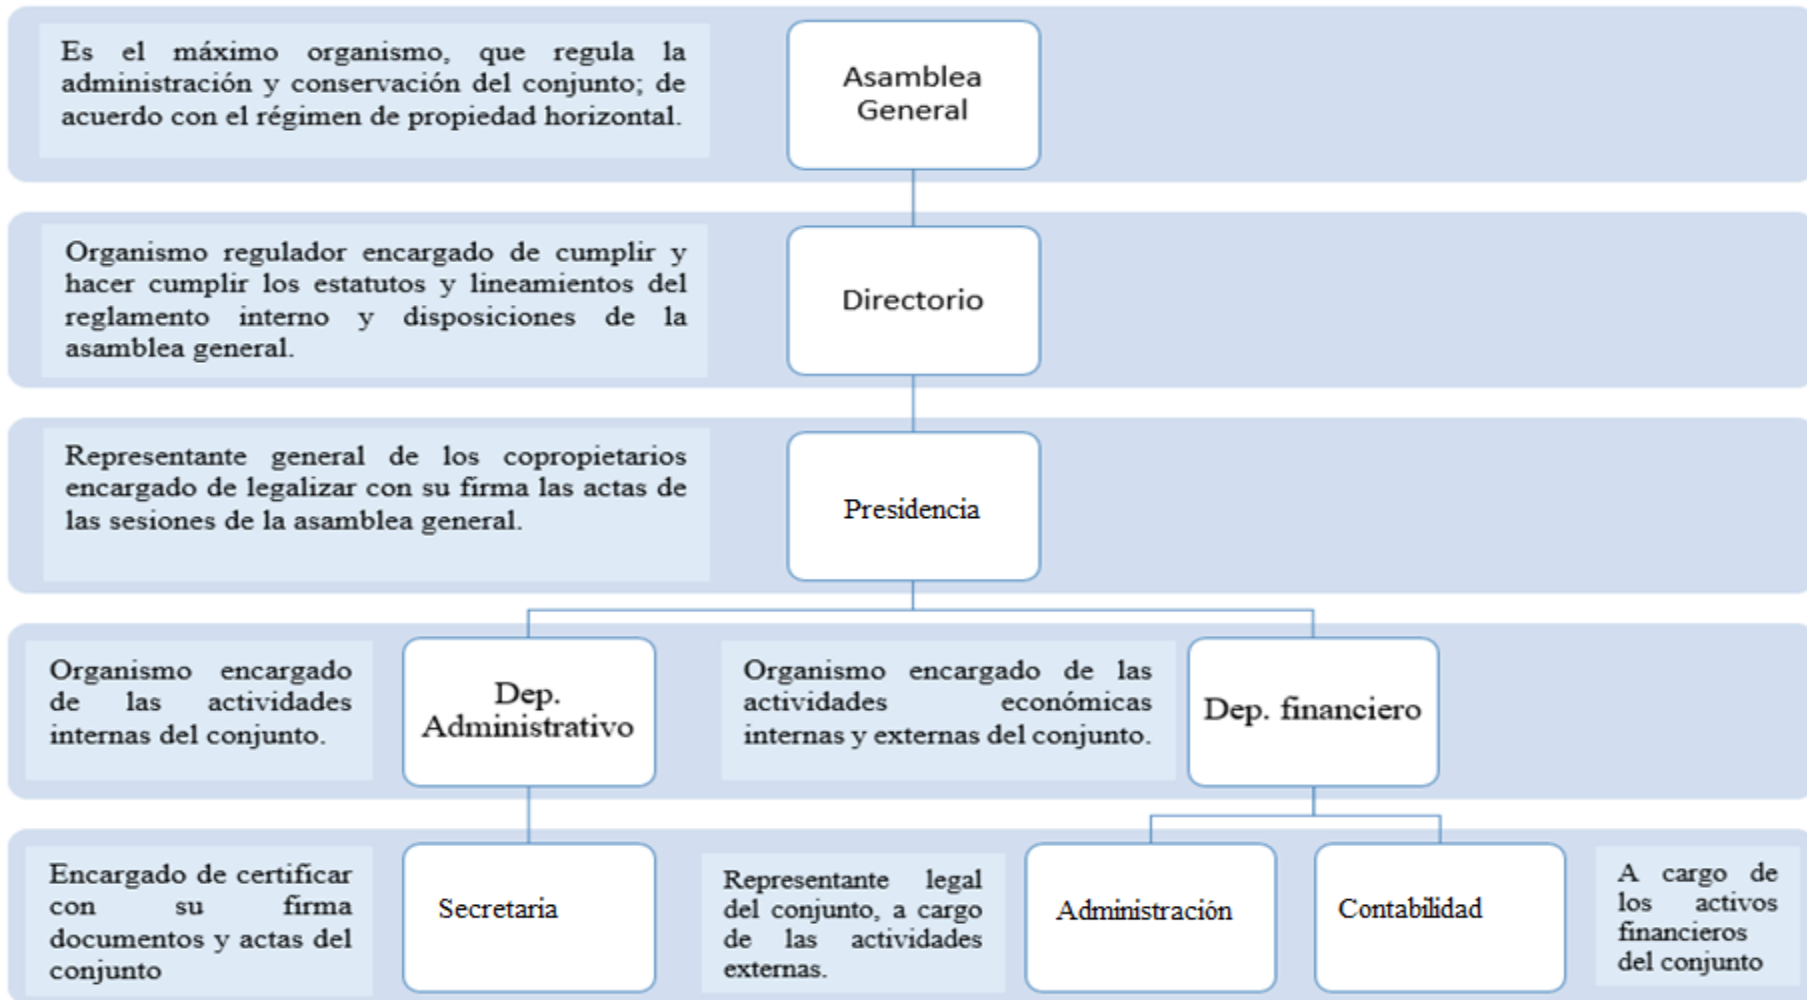 Es el máximo organismo, que regula la
administración y conservación del conjunto; de
acuerdo con el régimen de propiedad horizontal.
Asamblea
General
Organismo regulador encargado de cumplir y
hacer cumplir los estatutos y lineamientos del
reglamento interno y disposiciones de la
asamblea general.
Directorio
Representante general de los copropietarios
encargado de legalizar con su firma las actas de
las sesiones de la asamblea general.
Presidencia
Organismo encargado
de las actividades
internas del conjunto.
Dep.
Administrativo
Organismo encargado de las
actividades económicas
internas y externas del conjunto.
Dep. financiero
Encargado de certificar
con su firma
documentos y actas del
conjunto
Secretaria
Representante legal
del conjunto, a cargo
de las actividades
externas.
Administración
Contabilidad
A cargo de
los activos
financieros
del conjunto